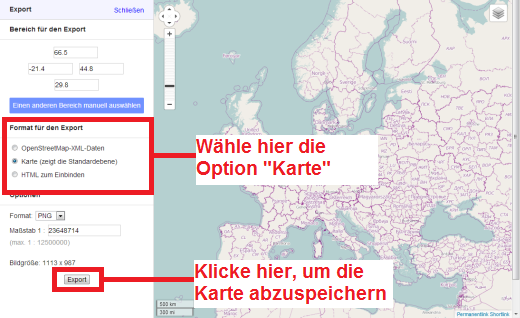 Export Schließen
Bereich für den Export
66.5
-21.4 44.8
29.8
Einem anderen Bereich manuell auswählen
Format für den Export
OpenStreetMap-XML-Daten
Karte (zeigt die Standardebene)
HTML zum Einbinden
Optionen
Format PNG
Maßstab 1 : 23648714
(max. 1 : 12500000)
Bildgröße: 1113 x 987
Export
Wähle hier die
Option "Karte"
Klicke hier, um die
Karte abzuspeichern
500 km
300 mi
Permanentlink Shortlink